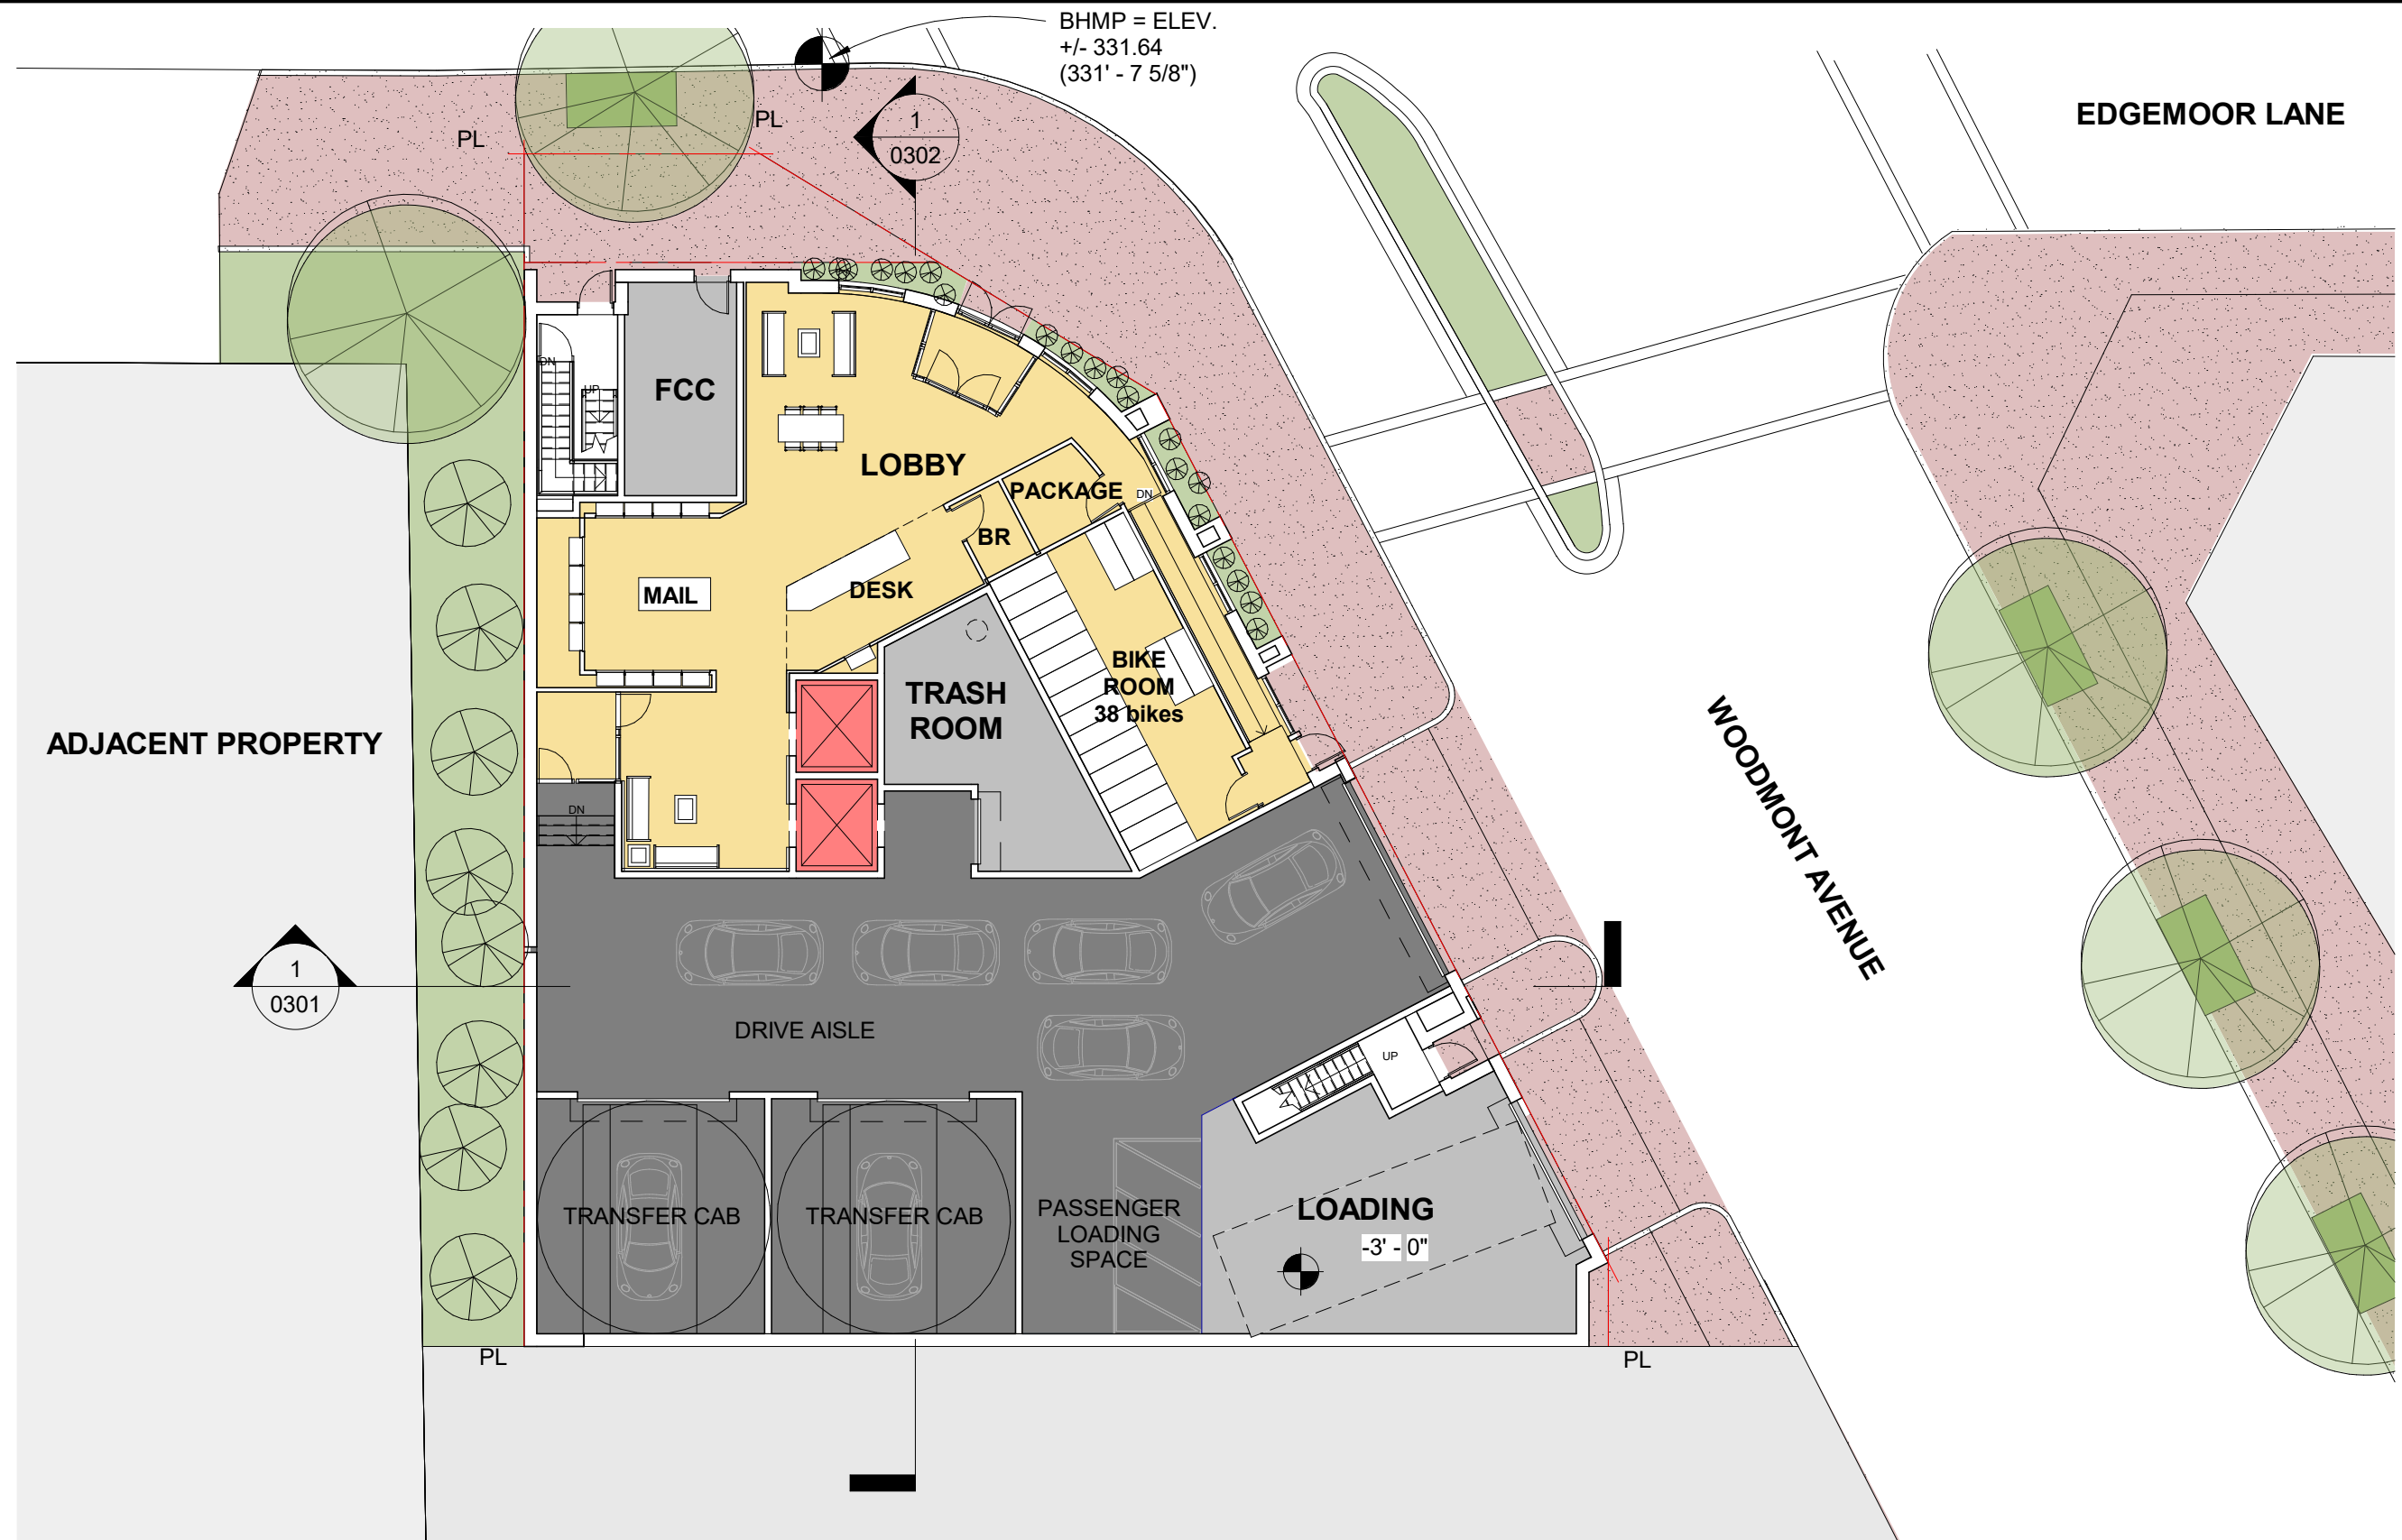 BHMP = ELEV.
+/- 331.64
(331' - 7 5/8")
EDGEMOOR LANE
PL
PL
1
0302
DN
UP
FCC
LOBBY
PACKAGE
DN
BR
MAIL
DESK
BIKE
ROOM
38 bikes
TRASH
ROOM
ADJACENT PROPERTY
WOODMONT AVENUE
DN
1
0301
DRIVE AISLE
UP
TRANSFER CAB
TRANSFER CAB
PASSENGER
LOADING
SPACE
LOADING
-3' - 0"
PL
PL